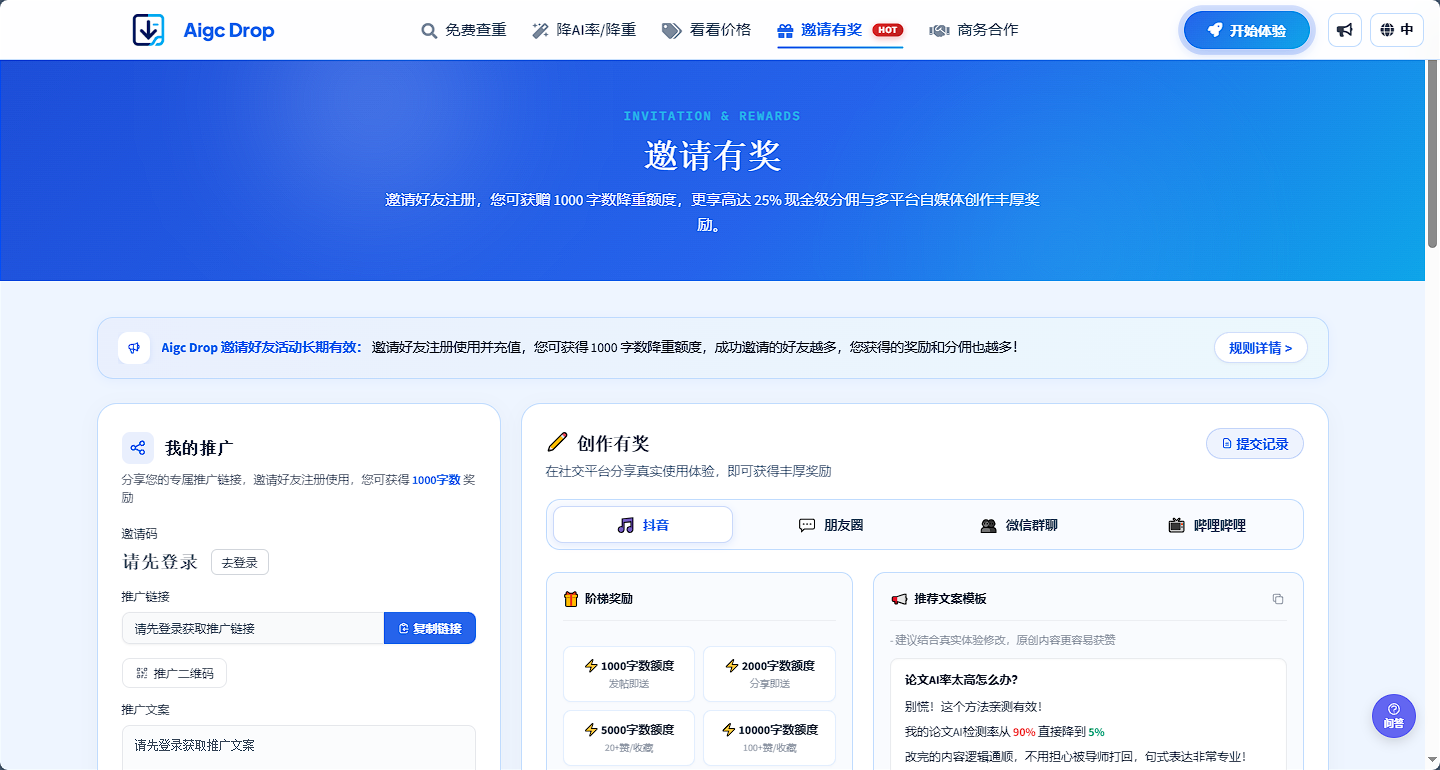 Aigc Drop
免费查重
降AI率/降重
看看价格
邀请有奖
HOT
商务合作
开始体验
中
INVITATION & REWARDS
邀请有奖
邀请好友注册，您可获赠 1000 字数降重额度，更享高达 25% 现金级分佣与多平台自媒体创作丰厚奖
励。
Aigc Drop 邀请好友活动长期有效： 邀请好友注册使用并充值，您可获得 1000 字数降重额度，成功邀请的好友越多，您获得的奖励和分佣也越多！
规则详情 >
我的推广
分享您的专属推广链接，邀请好友注册使用，您可获得 1000字数 奖
励
邀请码
请先登录
去登录
推广链接
请先登录获取推广链接
复制链接
推广二维码
推广文案
请先登录获取推广文案
创作有奖
提交记录
在社交平台分享真实使用体验，即可获得丰厚奖励
抖音
朋友圈
微信群聊
哔哩哔哩
阶梯奖励
1000字数额度
发帖即送
2000字数额度
分享即送
5000字数额度
20+赞/收藏
10000字数额度
100+赞/收藏
推荐文案模板
- 建议结合真实体验修改，原创内容更容易获赞
论文AI率太高怎么办?
别慌！这个方法亲测有效！
我的论文AI检测率从 90% 直接降到 5%
改完的内容逻辑通顺，不用担心被导师打回，句式表达非常专业！
问答